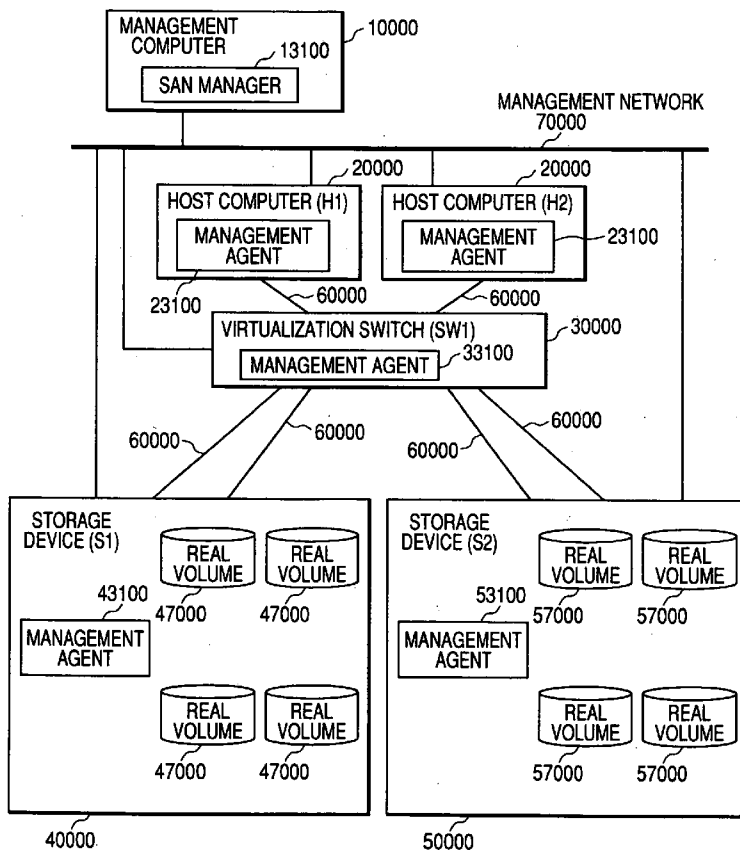 MANAGEMENT
COMPUTER
10000
13100
SAN MANAGER
MANAGEMENT NETWORK
70000
20000
20000
HOST COMPUTER (H1)
HOST COMPUTER (H2)
MANAGEMENT
AGENT
MANAGEMENT
AGENT
23100
23100
60000
60000
VIRTUALIZATION SWITCH (SW1)
30000
MANAGEMENT AGENT
33100
60000
60000
60000
60000
STORAGE
DEVICE (S1)
REAL
VOLUME
REAL
VOLUME
47000
47000
43100
MANAGEMENT
AGENT
REAL
VOLUME
REAL
VOLUME
47000
47000
40000
STORAGE
DEVICE (S2)
REAL
VOLUME
REAL
VOLUME
57000
57000
53100
MANAGEMENT
AGENT
REAL
VOLUME
REAL
VOLUME
57000
57000
50000